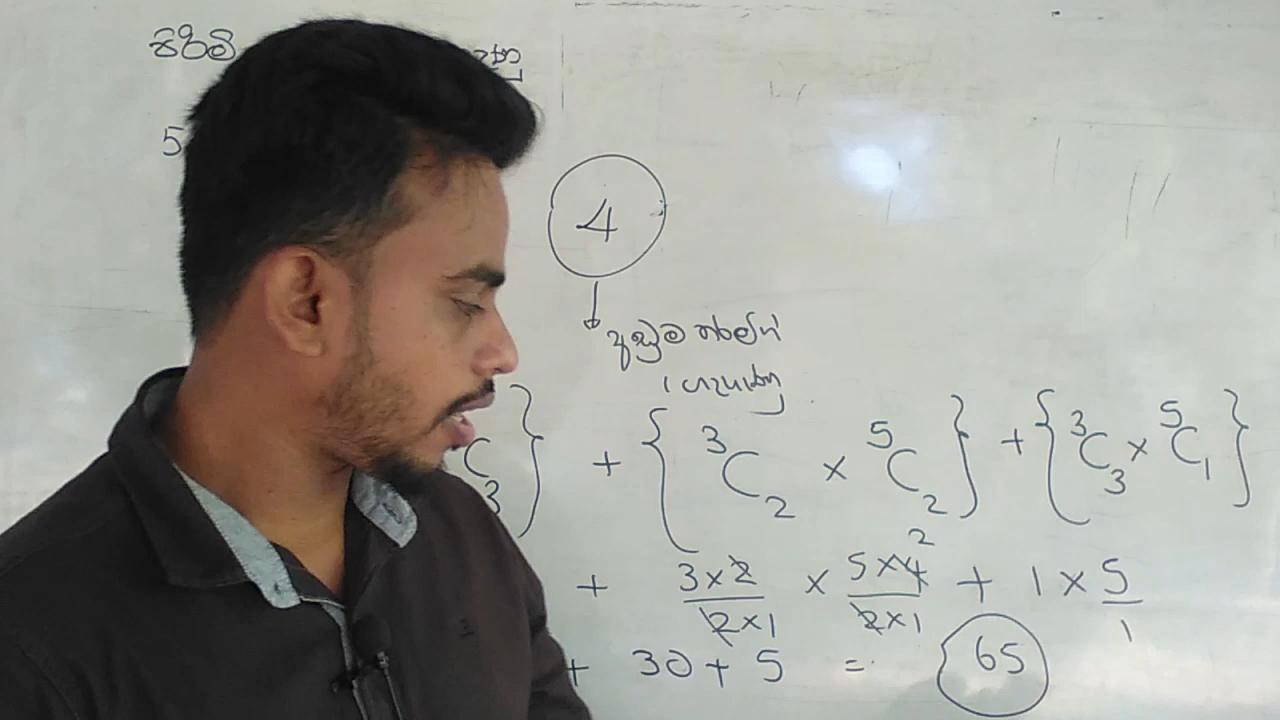 පිරිමි
5
4
අඩුම තරමින්
1 ගැහැණු
C₃ } + { ³C₂ × ⁵C₂ } + { ³C₃ × ⁵C₁ }
+ 3×2/2×1 × 5×4/2×1 + 1 × 5/1
2
+ 30 + 5 = 65